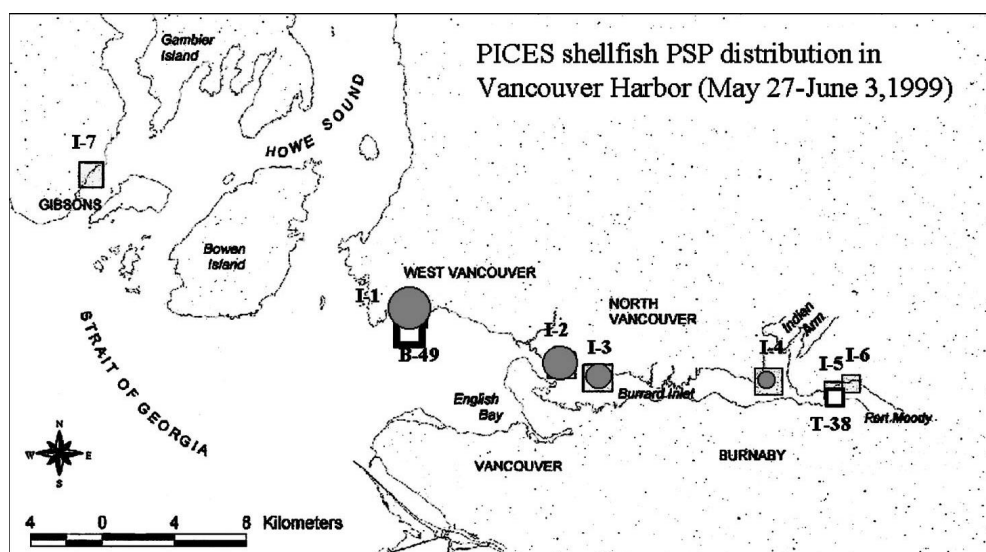 PICES shellfish PSP distribution in
Vancouver Harbor (May 27-June 3,1999)
Gambier
Island
HOWE SOUND
I-7
GIBSONS
Bowen
Island
WEST VANCOUVER
I-1
B-49
NORTH
VANCOUVER
I-2
I-3
Indian Arm
I-4
I-5
I-6
English
Bay
Burrard Inlet
T-38
Port Moody
STRAIT OF GEORGIA
VANCOUVER
BURNABY
N
W
E
S
4 0 4 8 Kilometers